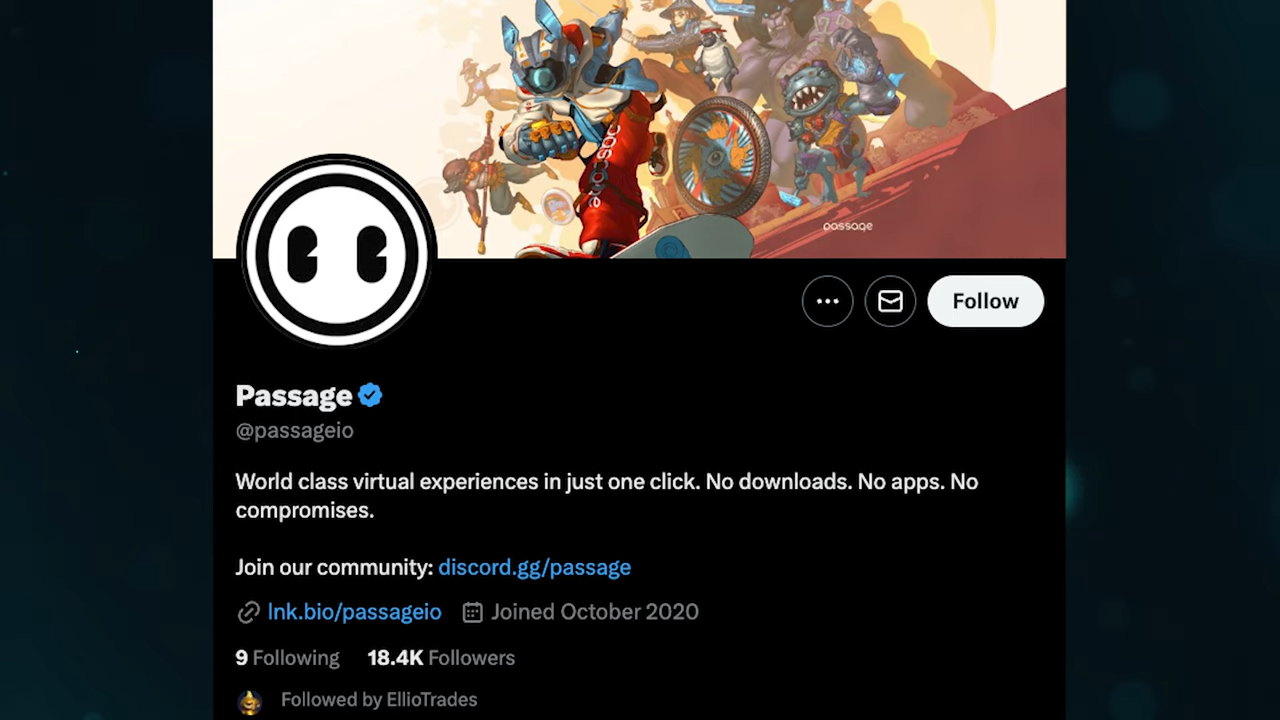 passage
passage
Follow
Passage
@passageio
World class virtual experiences in just one click. No downloads. No apps. No
compromises.
Join our community: discord.gg/passage
lnk.bio/passageio Joined October 2020
9 Following 18.4K Followers
Followed by EllioTrades